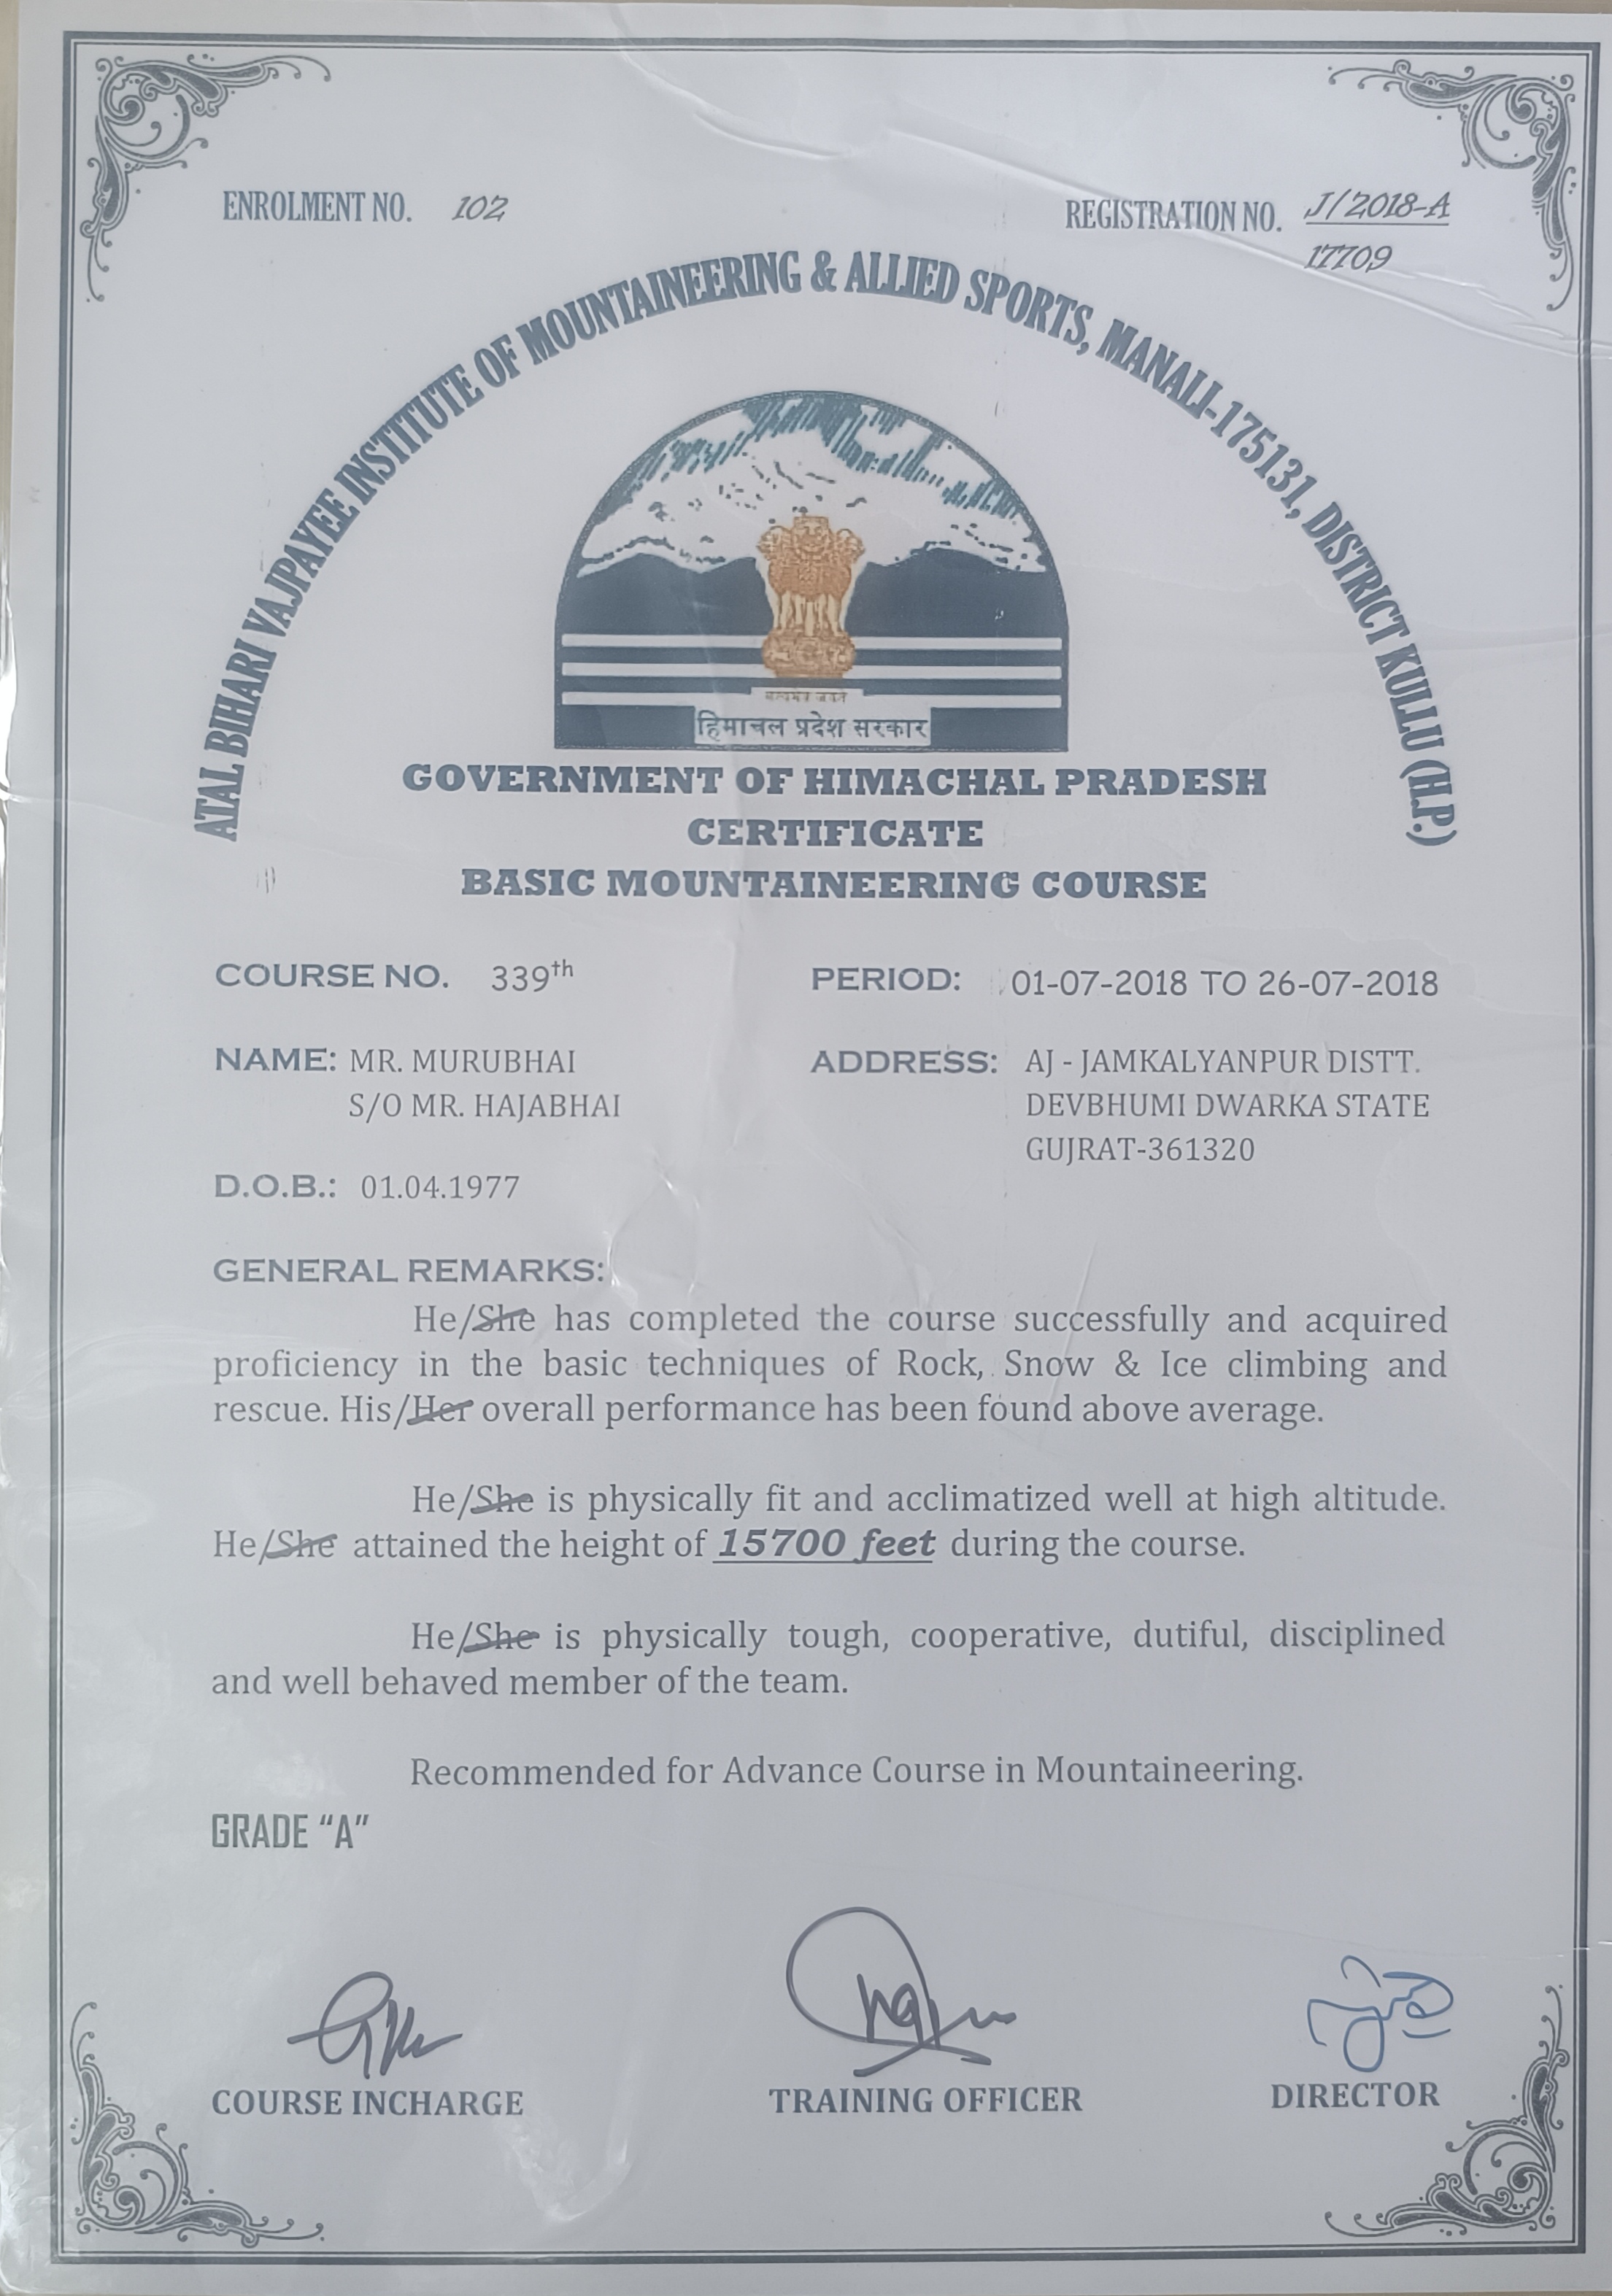 ENROLMENT NO. 102
REGISTRATION NO. J/2018-A
17709
ATAL BIHARI VAJPAYEE INSTITUTE OF MOUNTAINEERING & ALLIED SPORTS, MANALI-175131, DISTRICT KULLU (H.P.)
सत्यमेव जयते
हिमाचल प्रदेश सरकार
GOVERNMENT OF HIMACHAL PRADESH
CERTIFICATE
BASIC MOUNTAINEERING COURSE
COURSE NO. 339th PERIOD: 01-07-2018 TO 26-07-2018
NAME: MR. MURUBHAI
S/O MR. HAJABHAI
ADDRESS: AJ - JAMKALYANPUR DISTT.
DEVBHUMI DWARKA STATE
GUJRAT-361320
D.O.B.: 01.04.1977
GENERAL REMARKS:
He/She has completed the course successfully and acquired
proficiency in the basic techniques of Rock, Snow & Ice climbing and
rescue. His/Her overall performance has been found above average.
He/She is physically fit and acclimatized well at high altitude.
He/She attained the height of 15700 feet during the course.
He/She is physically tough, cooperative, dutiful, disciplined
and well behaved member of the team.
Recommended for Advance Course in Mountaineering.
GRADE "A"
COURSE INCHARGE
TRAINING OFFICER
DIRECTOR